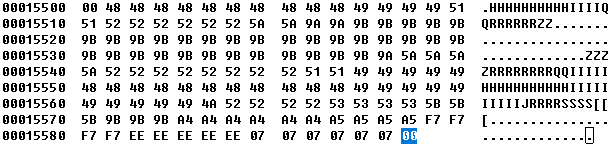 00015500 00 48 48 48 48 48 48 48 48 48 48 49 49 49 49 51 .HHHHHHHHHHIIIIQ
00015510 51 52 52 52 52 52 52 5A 5A 9A 9A 9B 9B 9B 9B 9B QRRRRRRZZ.......
00015520 9B 9B 9B 9B 9B 9B 9B 9B 9B 9B 9B 9B 9B 9B 9B 9B ................
00015530 9B 9B 9B 9B 9B 9B 9B 9B 9B 9B 9B 9B 9A 5A 5A 5A .............ZZZ
00015540 5A 52 52 52 52 52 52 52 52 51 51 49 49 49 49 49 ZRRRRRRRRQQIIIII
00015550 48 48 48 48 48 48 48 48 48 48 48 49 49 49 49 49 HHHHHHHHHHHIIIII
00015560 49 49 49 49 49 4A 52 52 52 52 53 53 53 53 5B 5B IIIIIJRRRRSSSS[[
00015570 5B 9B 9B 9B A4 A4 A4 A4 A4 A4 A5 A5 A5 A5 F7 F7 [...............
00015580 F7 F7 EE EE EE EE EE 07 07 07 07 07 07 00 ..............